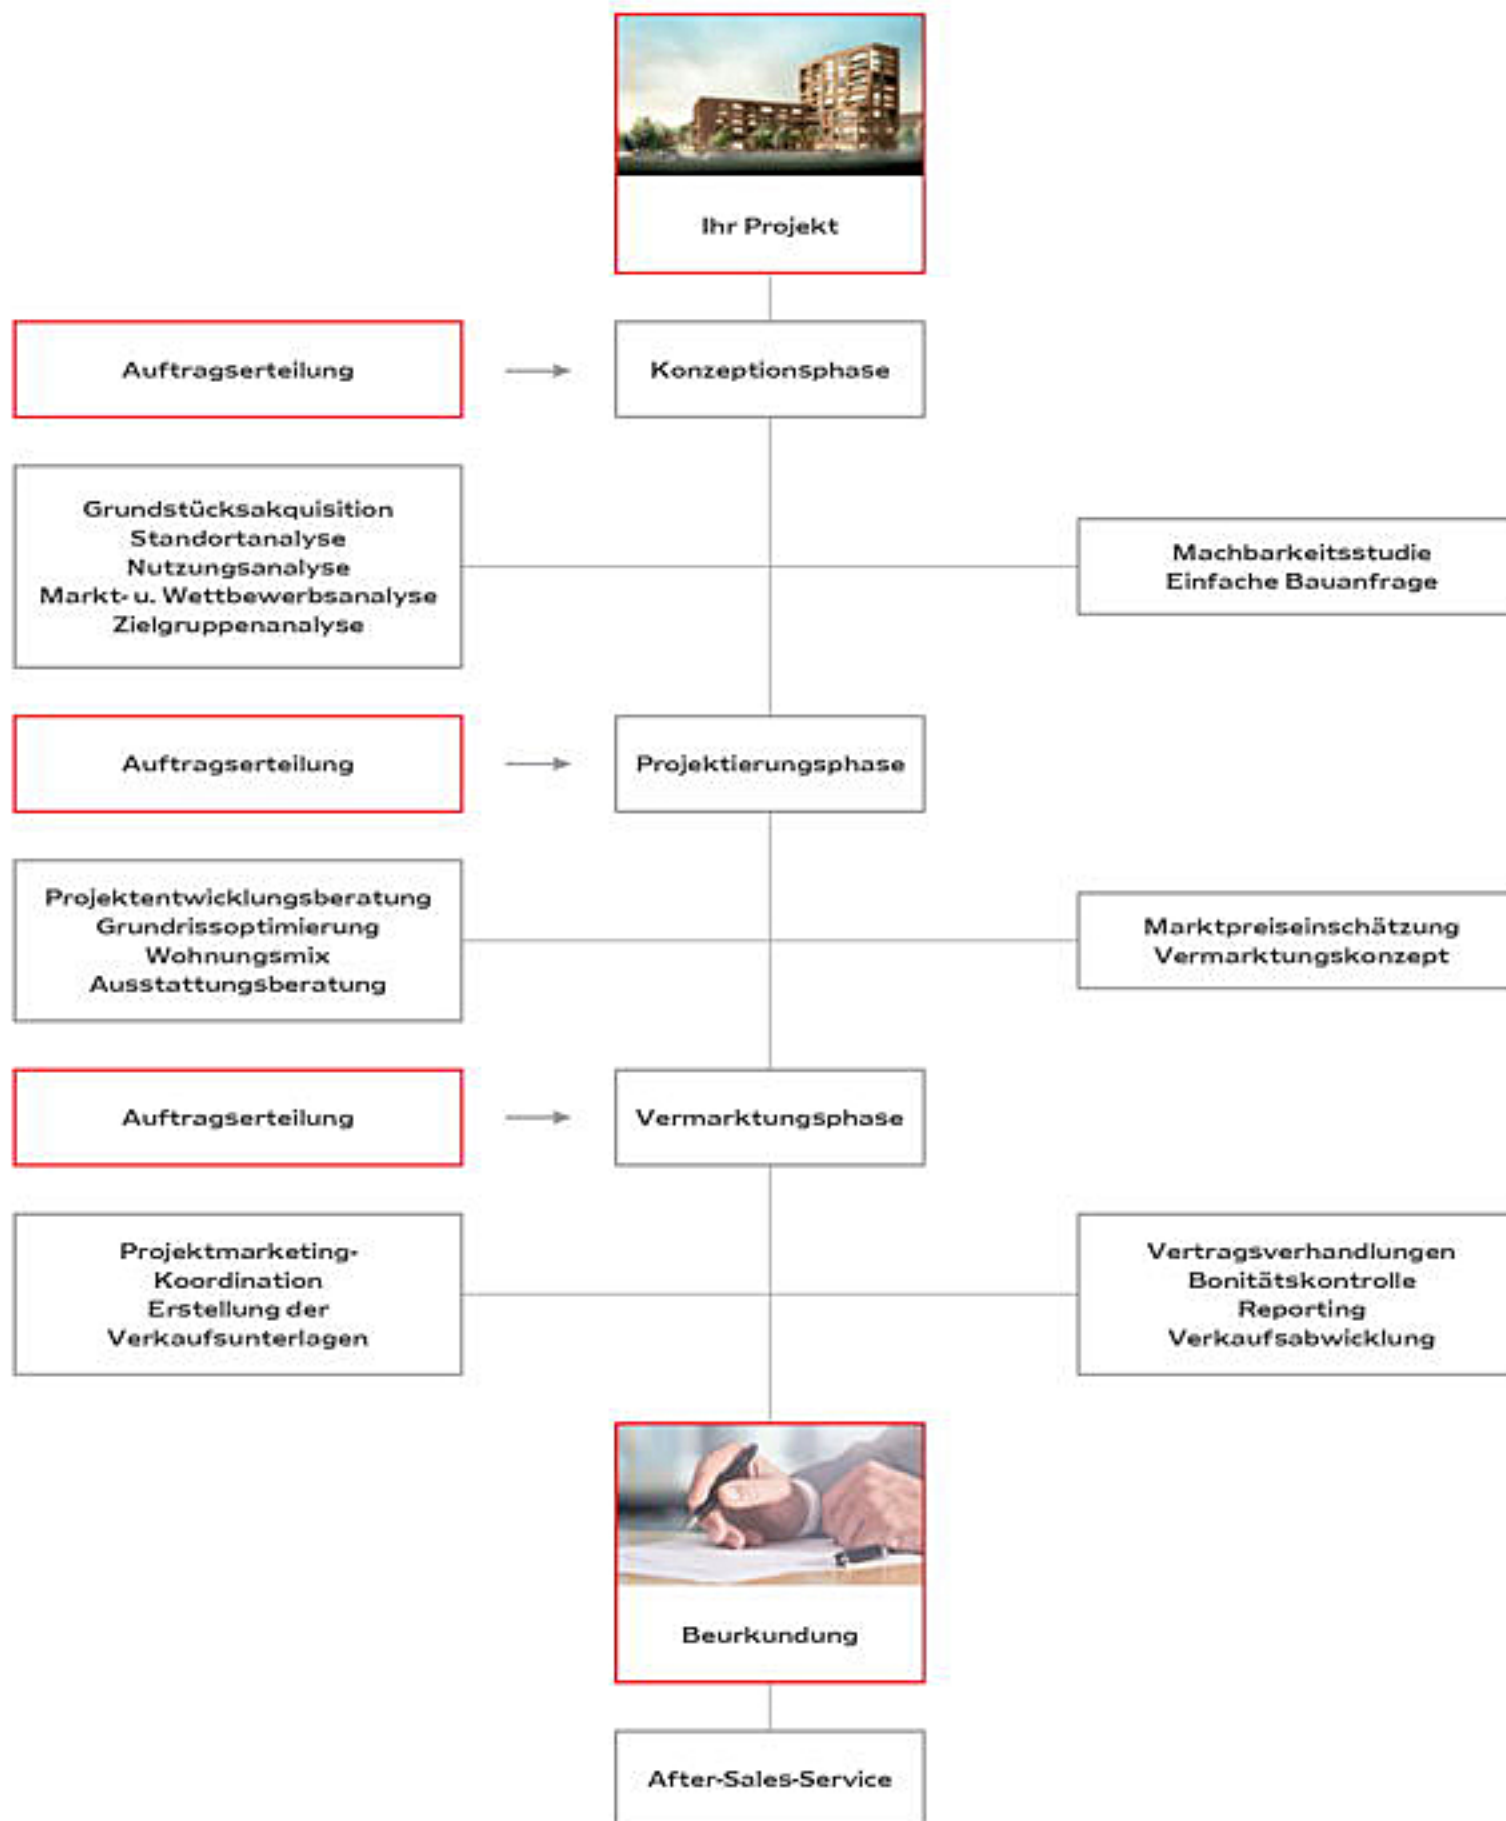 Ihr Projekt
Auftragserteilung
Konzeptionsphase
Grundstücksakquisition
Standortanalyse
Nutzungsanalyse
Markt- u. Wettbewerbsanalyse
Zielgruppenanalyse
Machbarkeitsstudie
Einfache Bauanfrage
Auftragserteilung
Projektierungsphase
Projektentwicklungsberatung
Grundrissoptimierung
Wohnungsmix
Ausstattungsberatung
Marktpreiseinschätzung
Vermarktungskonzept
Auftragserteilung
Vermarktungsphase
Projektmarketing-
Koordination
Erstellung der
Verkaufsunterlagen
Vertragsverhandlungen
Bonitätskontrolle
Reporting
Verkaufsabwicklung
Beurkundung
After-Sales-Service